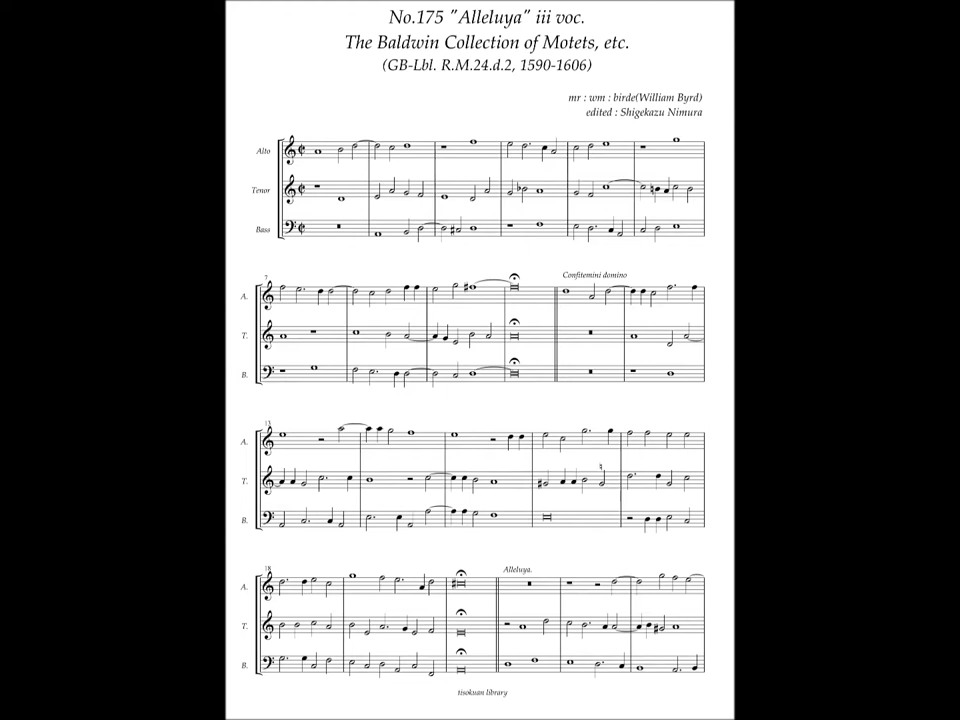 No.175 "Alleluya" iii voc.
The Baldwin Collection of Motets, etc.
(GB-Lbl. R.M.24.d.2, 1590-1606)
mr : wm : birde(William Byrd)
edited : Shigekazu Nimura
Alto
Tenor
Bass
7
Confitemini domino
A.
T.
B.
13
A.
T.
B.
18
Alleluya.
A.
T.
B.
tisokuan library